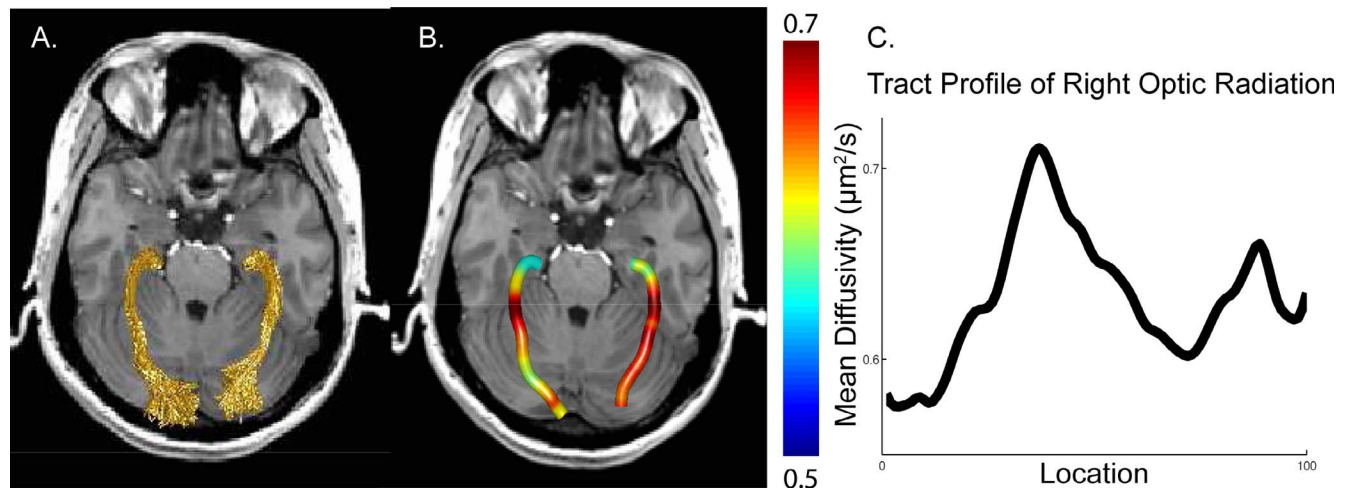 A.
B.
0.7
0.5
C.
Tract Profile of Right Optic Radiation
Mean Diffusivity (µm²/s)
0.7
0.6
0
Location
100